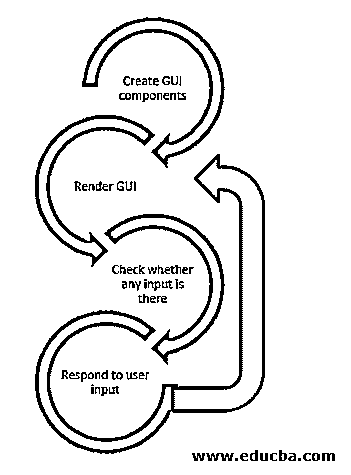 Create GUI
components
Render GUI
Check whether
any input is
there
Respond to user
input
www.educba.com